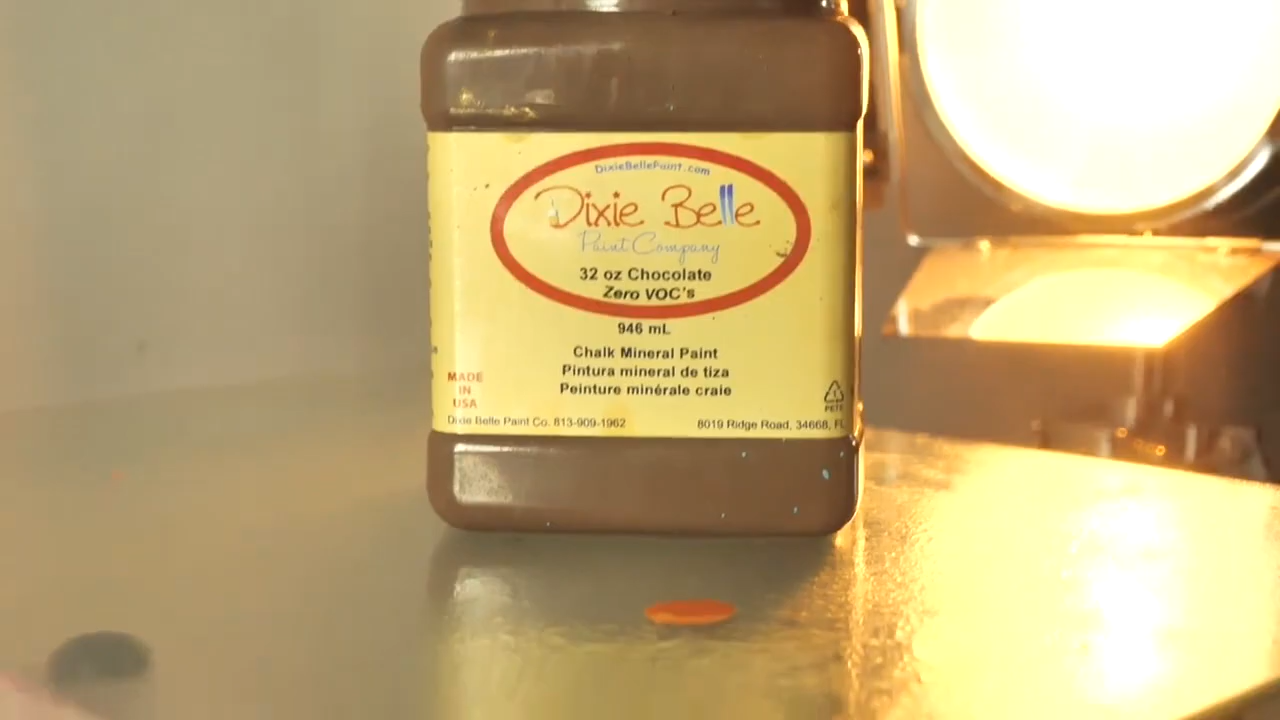 DixieBellePaint.com
Dixie Belle
Paint Company
32 oz Chocolate
Zero VOC's
946 mL
Chalk Mineral Paint
Pintura mineral de tiza
Peinture minérale craie
MADE
IN
USA
1
PETE
Dixie Belle Paint Co. 813-909-1962
8019 Ridge Road, 34668, FL